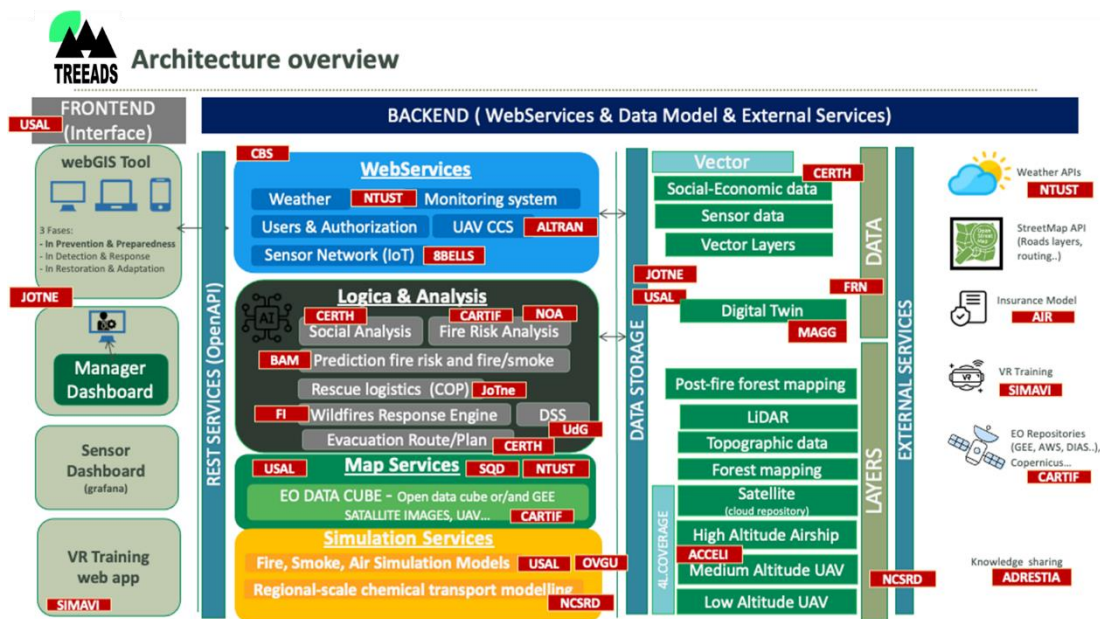 TREEADS
Architecture overview
FRONTEND
(Interface)
USAL
BACKEND ( WebServices & Data Model & External Services)
webGIS Tool
3 Fases:
- In Prevention & Preparedness
- In Detection & Response
- In Restoration & Adaptation
JOTNE
Manager
Dashboard
Sensor
Dashboard
(grafana)
VR Training
web app
SIMAVI
REST SERVICES (OpenAPI)
CBS
WebServices
Weather
NTUST
Monitoring system
Users & Authorization
UAV CCS
ALTRAN
Sensor Network (IoT)
8BELLS
AI
Logica & Analysis
CERTH
CARTIF
NOA
Social Analysis
Fire Risk Analysis
BAM
Prediction fire risk and fire/smoke
Rescue logistics (COP)
JoTne
FI
Wildfires Response Engine
DSS
UdG
Evacuation Route/Plan
CERTH
USAL
Map Services
SQD
NTUST
EO DATA CUBE - Open data cube or/and GEE
SATALLITE IMAGES, UAV...
CARTIF
Simulation Services
Fire, Smoke, Air Simulation Models
USAL
OVGU
Regional-scale chemical transport modelling
NCSRD
DATA STORAGE
JOTNE
USAL
Vector
CERTH
Social-Economic data
Sensor data
Vector Layers
FRN
Digital Twin
MAGG
DATA
Post-fire forest mapping
LiDAR
Topographic data
Forest mapping
Satellite
(cloud repository)
High Altitude Airship
ACCELI
Medium Altitude UAV
Low Altitude UAV
4L.COVERAGE
LAYERS
NCSRD
EXTERNAL SERVICES
Weather APIs
NTUST
StreetMap API
(Roads layers,
routing..)
Insurance Model
AIR
VR
VR Training
SIMAVI
EO Repositories
(GEE, AWS, DIAS..),
Copernicus...
CARTIF
Knowledge sharing
ADRESTIA